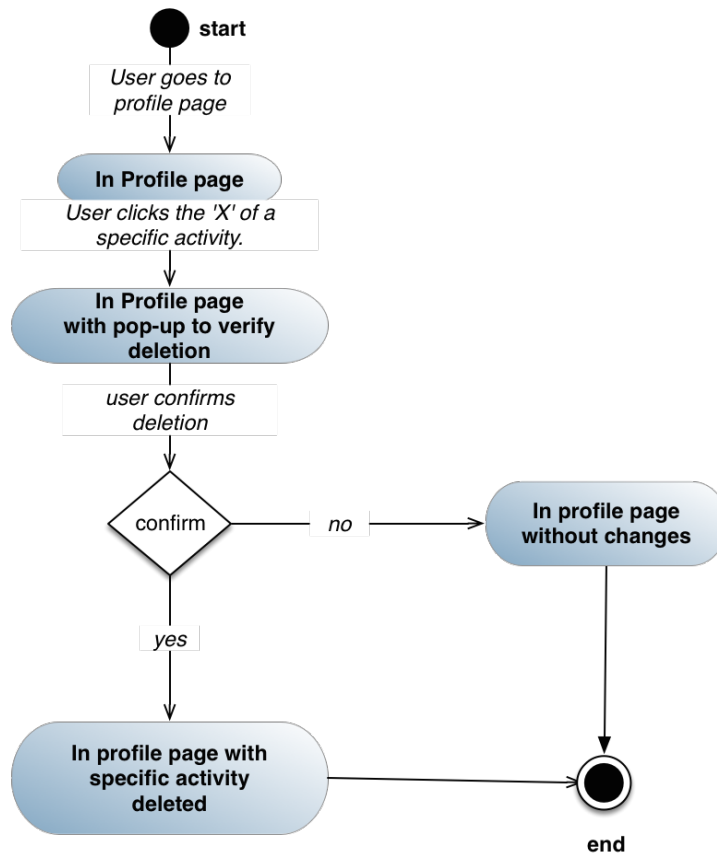 start
User goes to
profile page
In Profile page
User clicks the 'X' of a
specific activity.
In Profile page
with pop-up to verify
deletion
user confirms
deletion
confirm
no
In profile page
without changes
yes
In profile page with
specific activity
deleted
end